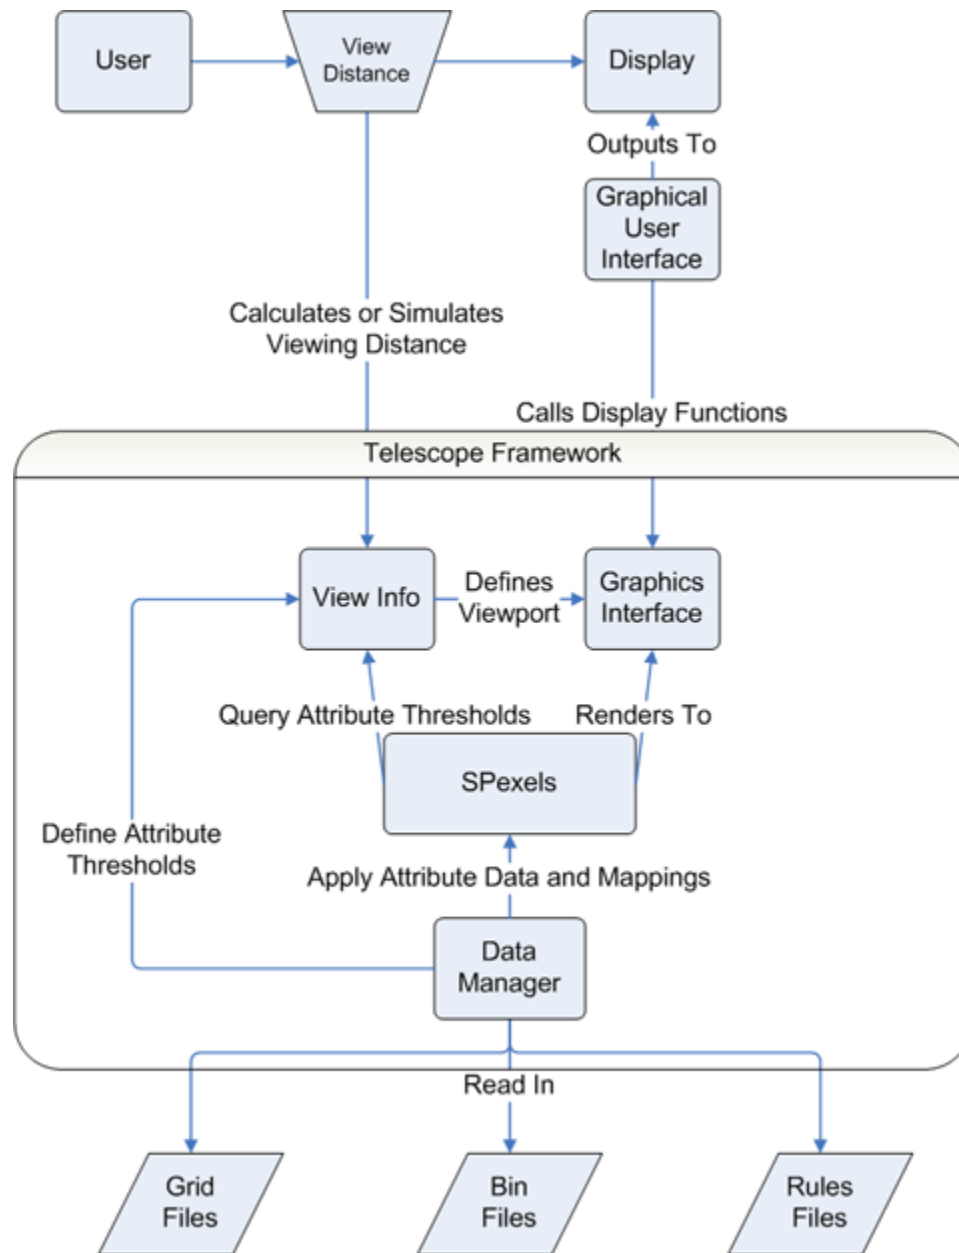 User
View
Distance
Display
Outputs To
Graphical
User
Interface
Calculates or Simulates
Viewing Distance
Calls Display Functions
Telescope Framework
View Info
Defines
Viewport
Graphics
Interface
Query Attribute Thresholds
Renders To
SPexels
Define Attribute
Thresholds
Apply Attribute Data and Mappings
Data
Manager
Read In
Grid
Files
Bin
Files
Rules
Files